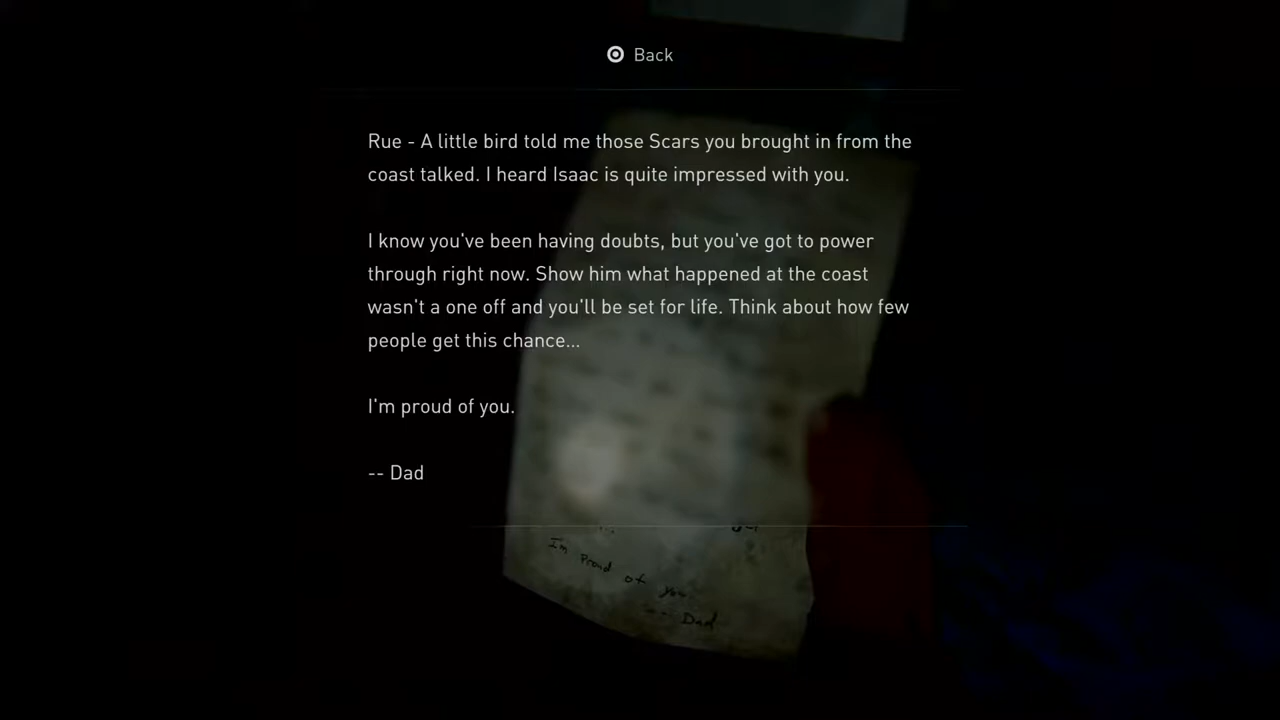 Back
Rue - A little bird told me those Scars you brought in from the
coast talked. I heard Isaac is quite impressed with you.
I know you've been having doubts, but you've got to power
through right now. Show him what happened at the coast
wasn't a one off and you'll be set for life. Think about how few
people get this chance...
I'm proud of you.
-- Dad
I'm Proud of you
-- Dad